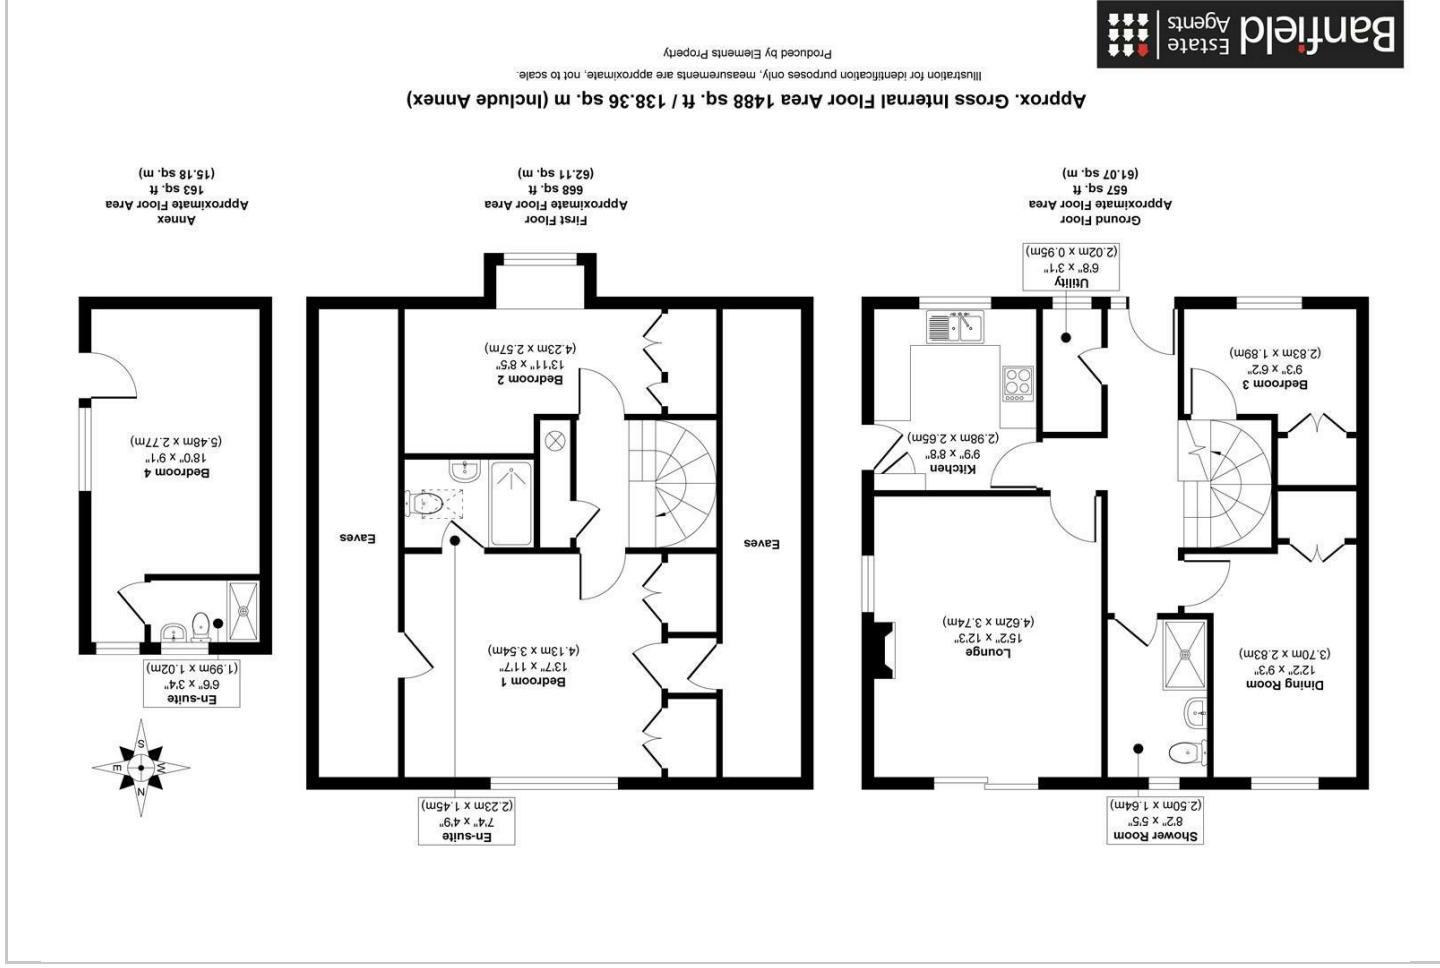 Shower Room
8'2" x 5'5"
(2.50m x 1.64m)
Dining Room
12'2" x 9'3"
(3.70m x 2.83m)
Lounge
15'2" x 12'3"
(4.62m x 3.74m)
Kitchen
9'9" x 8'8"
(2.98m x 2.65m)
Bedroom 3
9'3" x 6'2"
(2.83m x 1.89m)
Utility
6'8" x 3'1"
(2.02m x 0.95m)
Ground Floor
Approximate Floor Area
657 sq. ft
(61.07 sq. m)
En-suite
7'4" x 4'9"
(2.23m x 1.45m)
Bedroom 1
13'7" x 11'7"
(4.13m x 3.54m)
Eaves
Eaves
Bedroom 2
13'11" x 8'5"
(4.23m x 2.57m)
First Floor
Approximate Floor Area
668 sq. ft
(62.11 sq. m)
N
W
E
S
En-suite
6'6" x 3'4"
(1.99m x 1.02m)
Bedroom 4
18'0" x 9'1"
(5.48m x 2.77m)
Annex
Approximate Floor Area
163 sq. ft
(15.18 sq. m)
Approx. Gross Internal Floor Area 1488 sq. ft / 138.36 sq. m (Include Annex)
Illustration for identification purposes only, measurements are approximate, not to scale.
Produced by Elements Property
Banfield
Estate
Agents